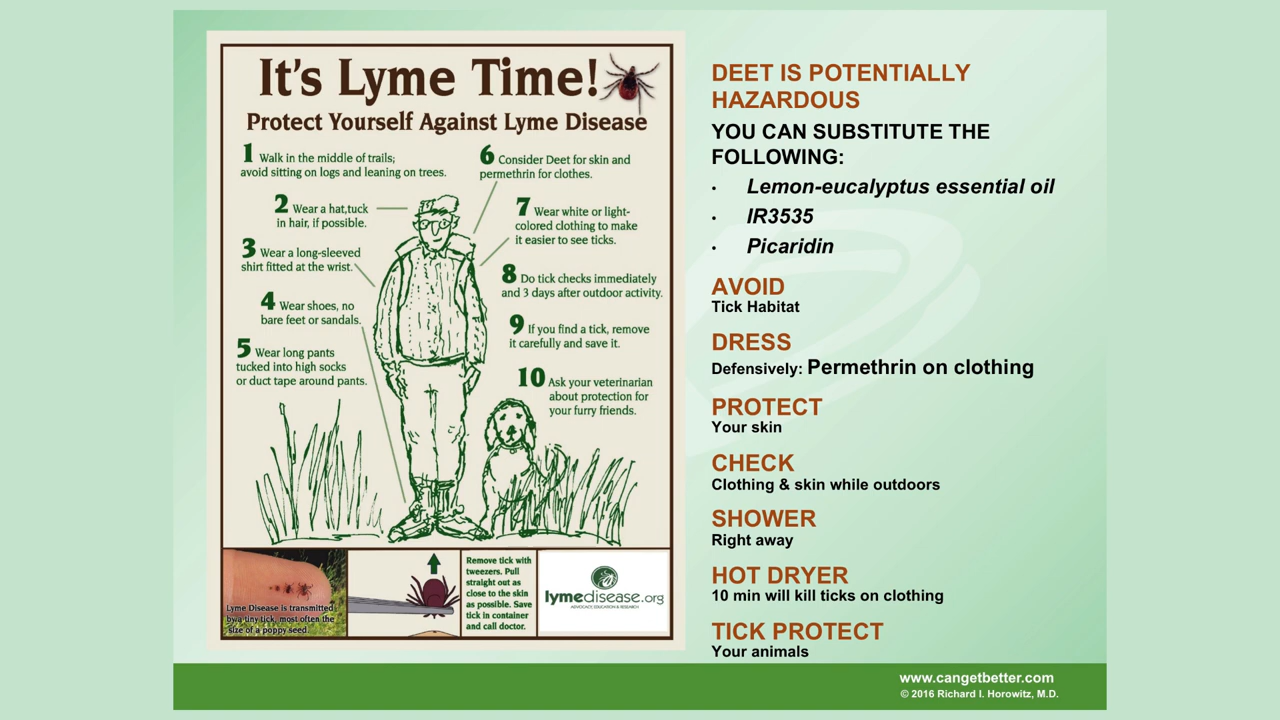 It's Lyme Time!
Protect Yourself Against Lyme Disease
1 Walk in the middle of trails;
avoid sitting on logs and leaning on trees.
2 Wear a hat,tuck
in hair, if possible.
3 Wear a long-sleeved
shirt fitted at the wrist.
4 Wear shoes, no
bare feet or sandals.
5 Wear long pants
tucked into high socks
or duct tape around pants.
6 Consider Deet for skin and
permethrin for clothes.
7 Wear white or light-
colored clothing to make
it easier to see ticks.
8 Do tick checks immediately
and 3 days after outdoor activity.
9 If you find a tick, remove
it carefully and save it.
10 Ask your veterinarian
about protection for
your furry friends.
Lyme Disease is transmitted
by a tiny tick, most often the
size of a poppy seed.
Remove tick with
tweezers. Pull
straight out as
close to the skin
as possible. Save
tick in container
and call doctor.
lymedisease.org
ADVOCACY, EDUCATION & RESEARCH
DEET IS POTENTIALLY
HAZARDOUS
YOU CAN SUBSTITUTE THE
FOLLOWING:
• Lemon-eucalyptus essential oil
• IR3535
• Picaridin
AVOID
Tick Habitat
DRESS
Defensively: Permethrin on clothing
PROTECT
Your skin
CHECK
Clothing & skin while outdoors
SHOWER
Right away
HOT DRYER
10 min will kill ticks on clothing
TICK PROTECT
Your animals
www.cangetbetter.com
© 2016 Richard I. Horowitz, M.D.